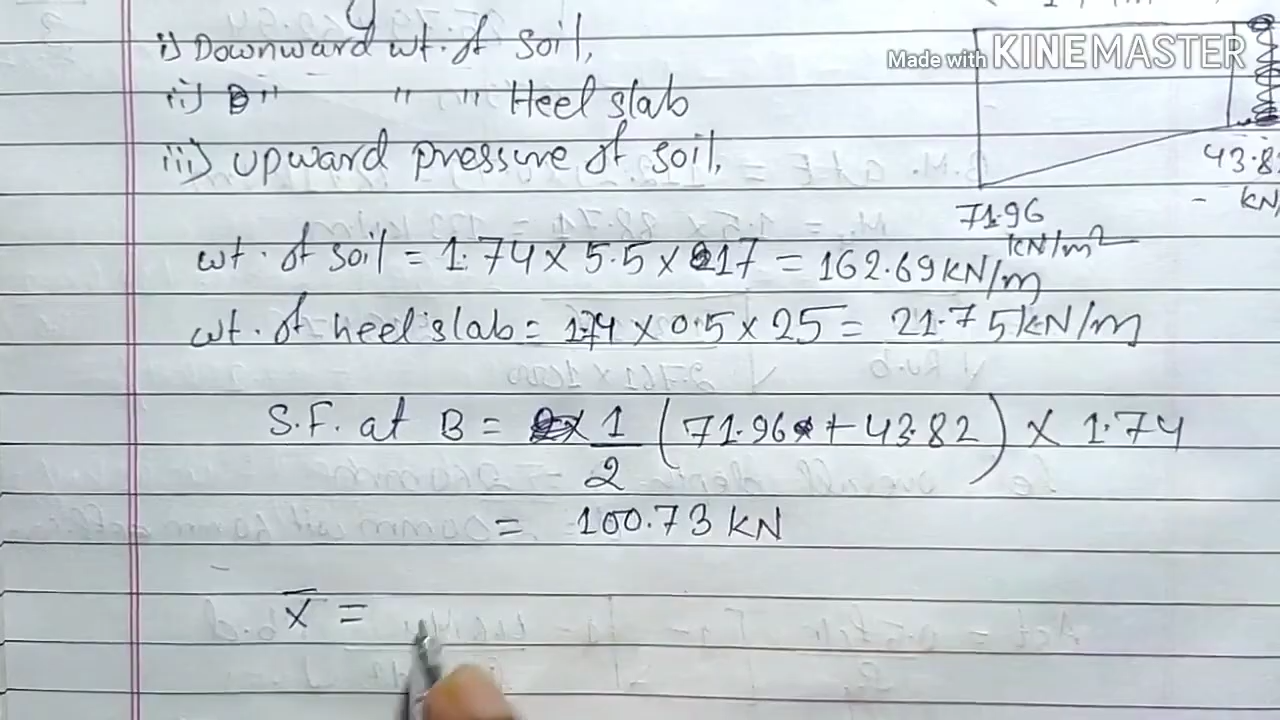 i) Downward wt. of soil,
Made with KINEMASTER
ii) " " " Heel slab
iii) upward pressure of soil,
43.8
kN
71.96
kN/m²
wt. of soil = 1.74 x 5.5 x 17 = 162.69 kN/m
wt. of heel slab = 1.74 x 0.5 x 25 = 21.75 kN/m
S.F. at B = 1/2 (71.96 + 43.82) x 1.74
= 100.73 KN
x̄ =